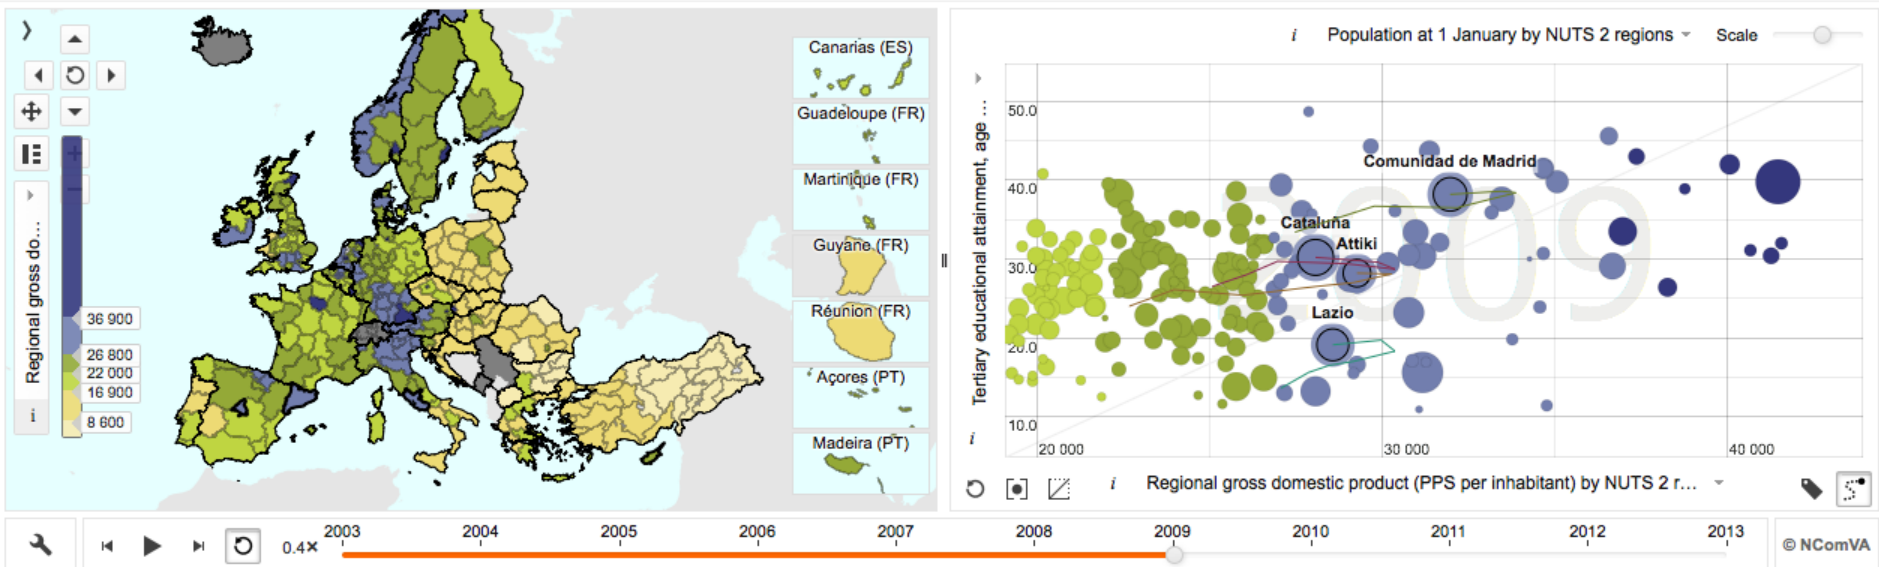 Canarias (ES)
Guadeloupe (FR)
Martinique (FR)
Guyane (FR)
Réunion (FR)
Açores (PT)
Madeira (PT)
Regional gross do...
i
36 900
26 800
22 000
16 900
8 600
i Population at 1 January by NUTS 2 regions Scale
Tertiary educational attainment, age ...
i
2009
50.0
40.0
30.0
20.0
10.0
Comunidad de Madrid
Cataluña
Attiki
Lazio
20 000 30 000 40 000
i Regional gross domestic product (PPS per inhabitant) by NUTS 2 r...
0.4×
2003 2004 2005 2006 2007 2008 2009 2010 2011 2012 2013
© NComVA